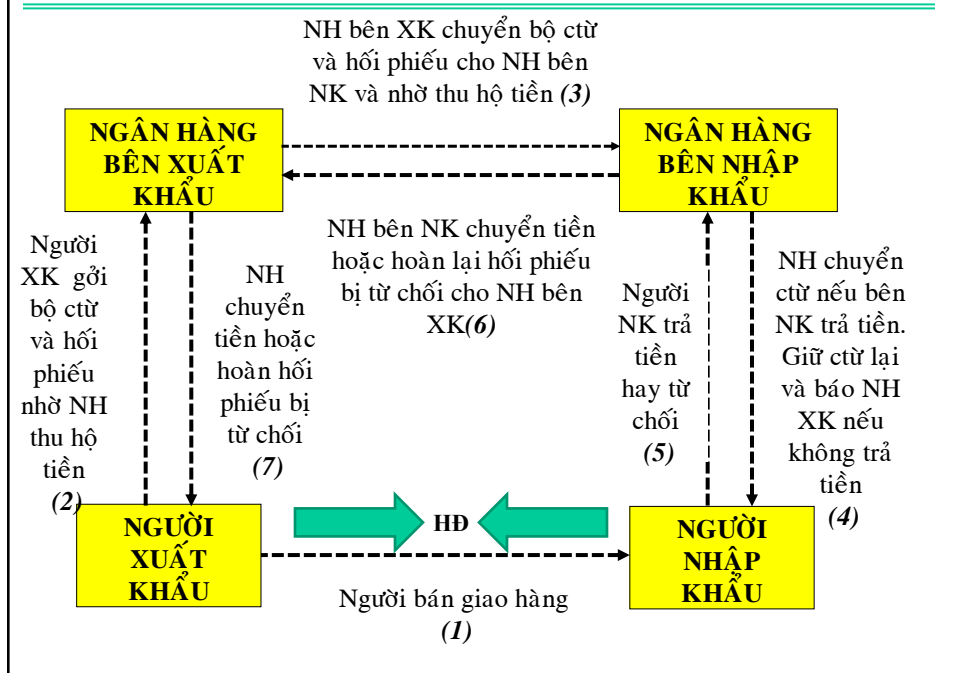 NH bên XK chuyển bộ ctừ
và hối phiếu cho NH bên
NK và nhờ thu hộ tiền (3)
NGÂN HÀNG
BÊN XUẤT
KHẨU
NGÂN HÀNG
BÊN NHẬP
KHẨU
Người
XK gởi
bộ ctừ
và hối
phiếu
nhờ NH
thu hộ
tiền
(2)
NH
chuyển
tiền hoặc
hoàn hối
phiếu bị
từ chối
(7)
NH bên NK chuyển tiền
hoặc hoàn lại hối phiếu
bị từ chối cho NH bên
XK(6)
Người
NK trả
tiền
hay từ
chối
(5)
NH chuyển
ctừ nếu bên
NK trả tiền.
Giữ ctừ lại
và báo NH
XK nếu
không trả
tiền
(4)
NGƯỜI
XUẤT
KHẨU
HĐ
NGƯỜI
NHẬP
KHẨU
Người bán giao hàng
(1)